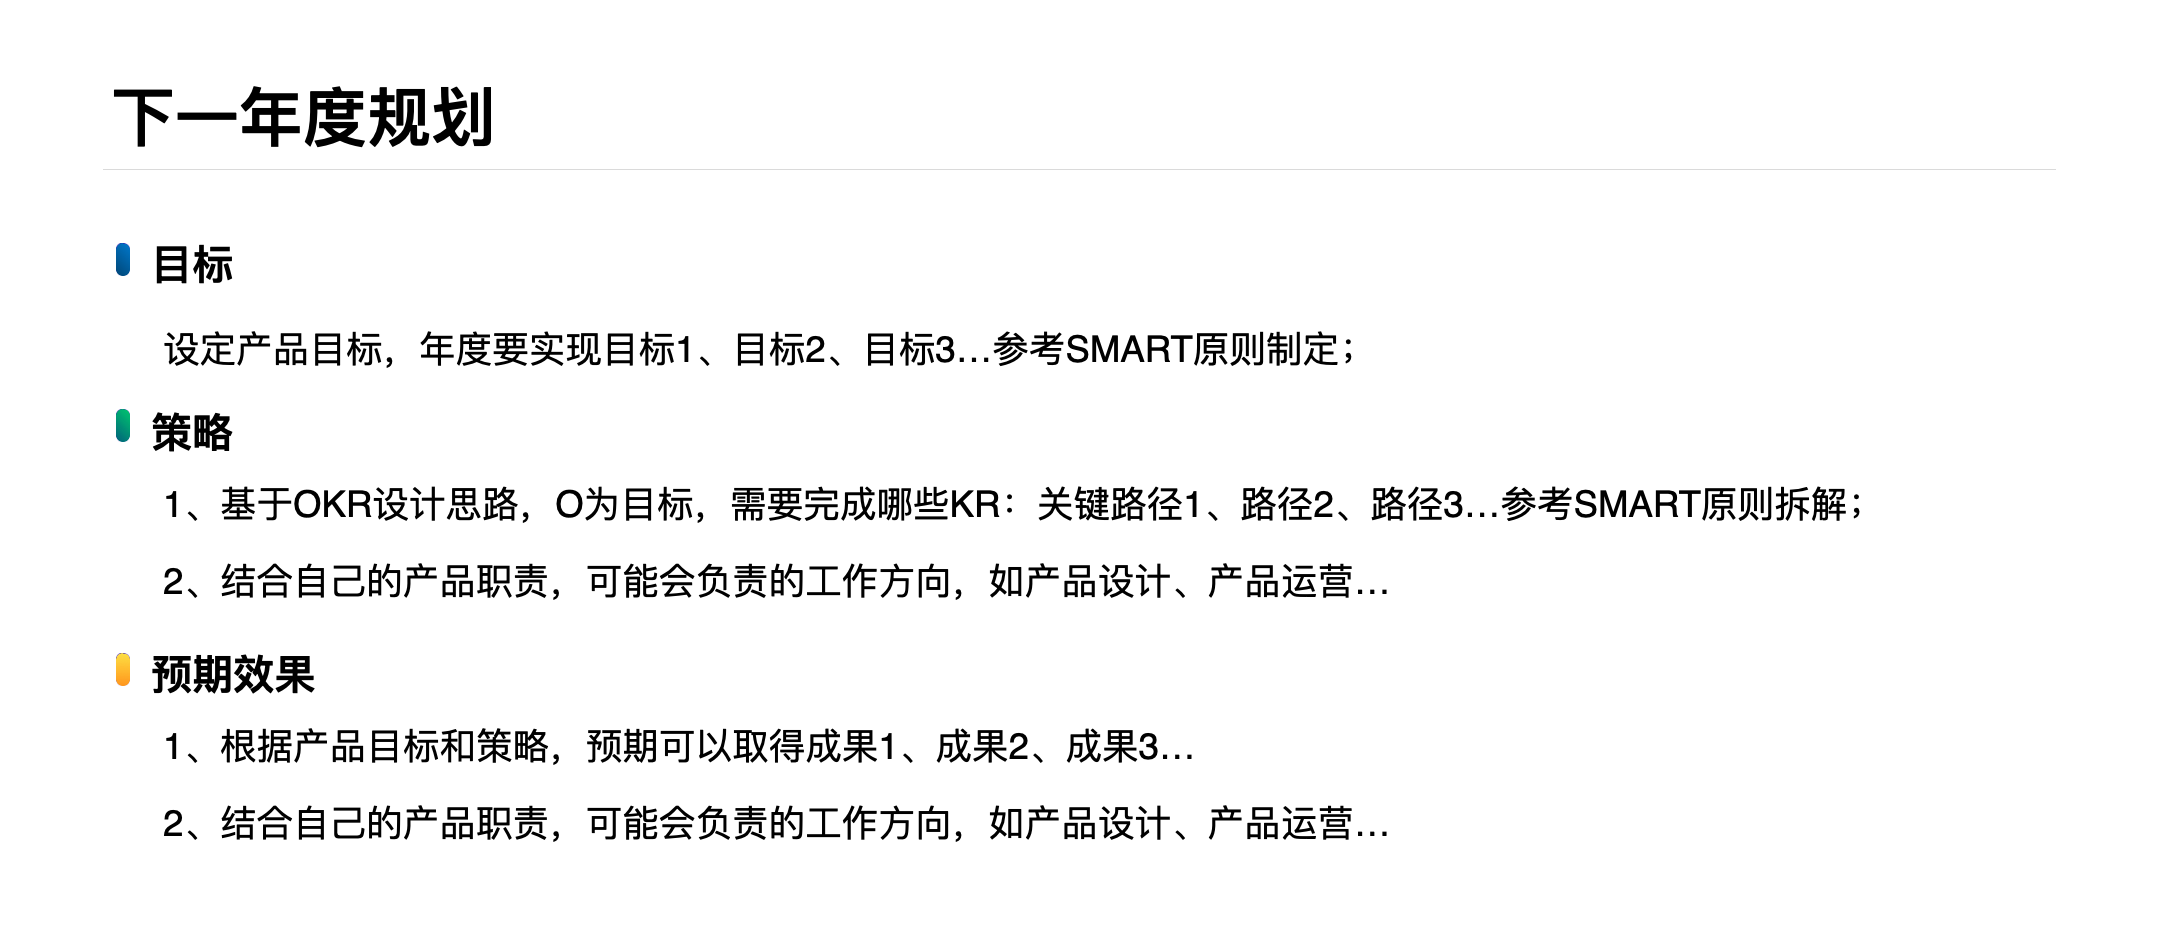 下一年度规划
目标
设定产品目标，年度要实现目标1、目标2、目标3…参考SMART原则制定；
策略
1、基于OKR设计思路，O为目标，需要完成哪些KR：关键路径1、路径2、路径3…参考SMART原则拆解；
2、结合自己的产品职责，可能会负责的工作方向，如产品设计、产品运营…
预期效果
1、根据产品目标和策略，预期可以取得成果1、成果2、成果3…
2、结合自己的产品职责，可能会负责的工作方向，如产品设计、产品运营…